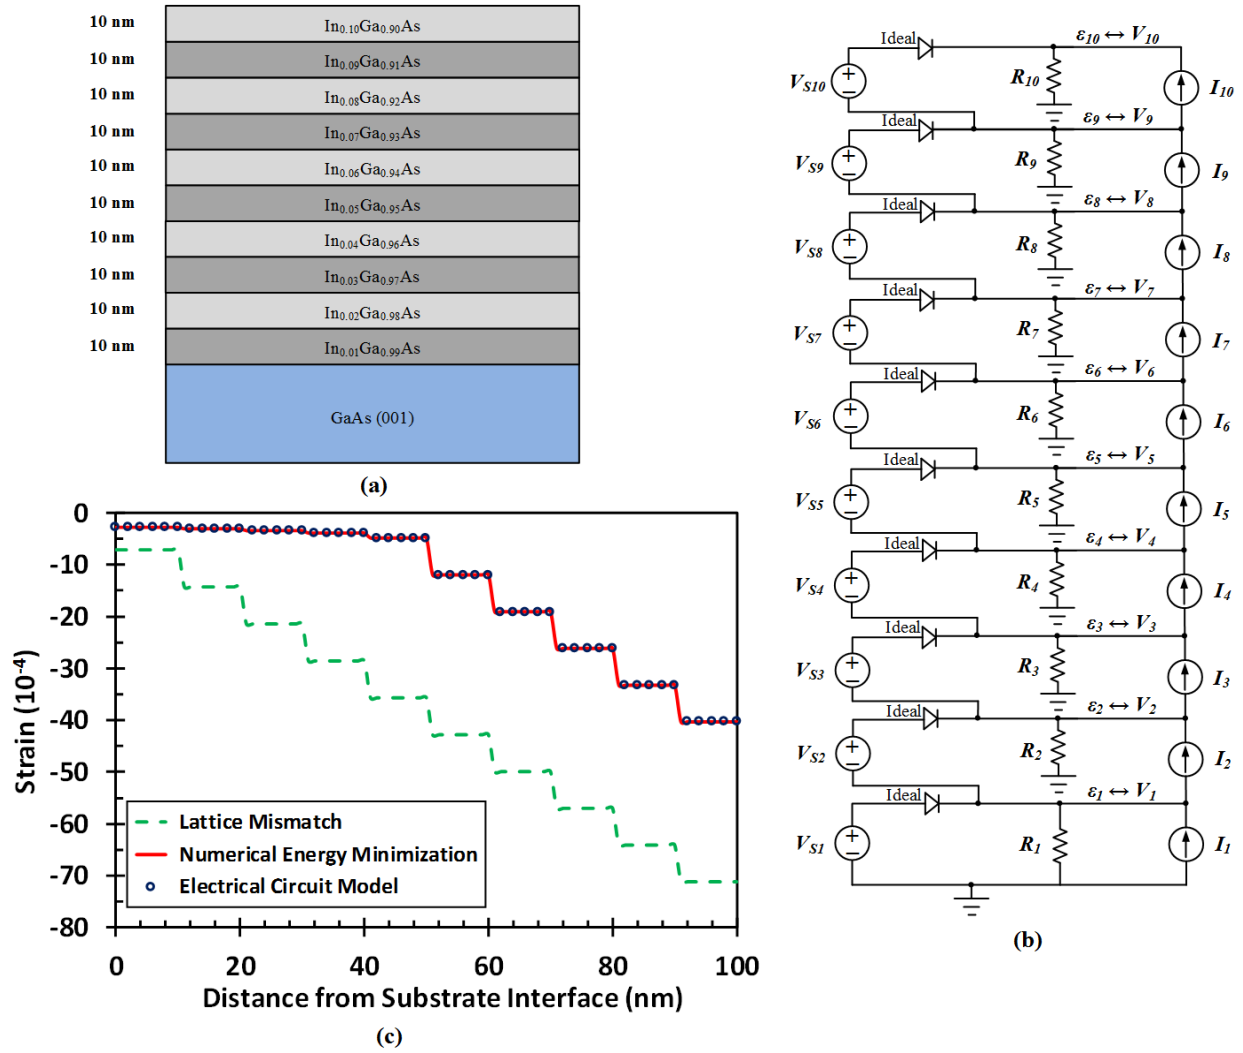 10 nm In0.10Ga0.90As
10 nm In0.09Ga0.91As
10 nm In0.08Ga0.92As
10 nm In0.07Ga0.93As
10 nm In0.06Ga0.94As
10 nm In0.05Ga0.95As
10 nm In0.04Ga0.96As
10 nm In0.03Ga0.97As
10 nm In0.02Ga0.98As
10 nm In0.01Ga0.99As
GaAs (001)
(a)
Ideal ε10 ↔ V10
VS10 R10 I10
Ideal ε9 ↔ V9
VS9 R9 I9
Ideal ε8 ↔ V8
VS8 R8 I8
Ideal ε7 ↔ V7
VS7 R7 I7
Ideal ε6 ↔ V6
VS6 R6 I6
Ideal ε5 ↔ V5
VS5 R5 I5
Ideal ε4 ↔ V4
VS4 R4 I4
Ideal ε3 ↔ V3
VS3 R3 I3
Ideal ε2 ↔ V2
VS2 R2 I2
Ideal ε1 ↔ V1
VS1 R1 I1
(b)
Strain (10-4)
0
-10
-20
-30
-40
-50
-60
-70
-80
Lattice Mismatch
Numerical Energy Minimization
Electrical Circuit Model
0 20 40 60 80 100
Distance from Substrate Interface (nm)
(c)